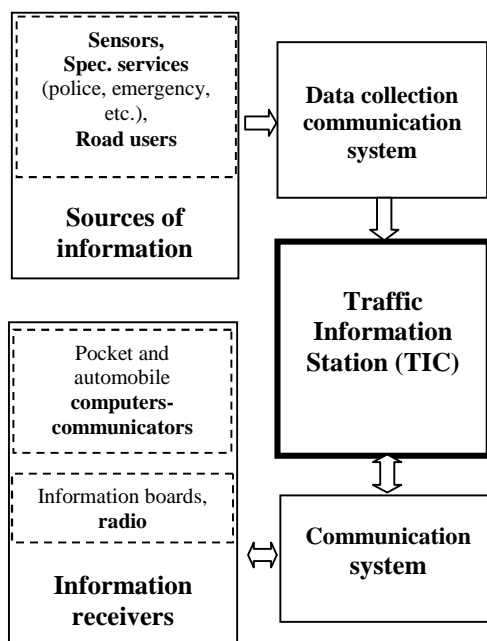 Sensors,
Spec. services
(police, emergency,
etc.),
Road users
Sources of
information
Data collection
communication
system
Traffic
Information
Station (TIC)
Pocket and
automobile
computers-
communicators
Information boards,
radio
Information
receivers
Communication
system